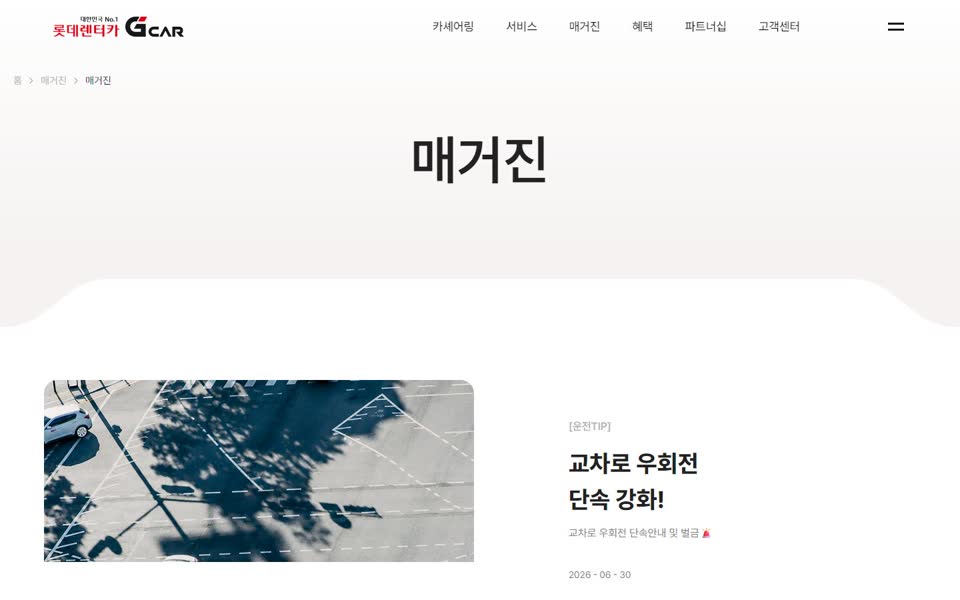 대한민국 No.1
롯데렌터카 GCAR
카셰어링 서비스 매거진 혜택 파트너십 고객센터
홈 > 매거진 > 매거진
매거진
[운전TIP]
교차로 우회전
단속 강화!
교차로 우회전 단속안내 및 벌금🚨
2026 - 06 - 30